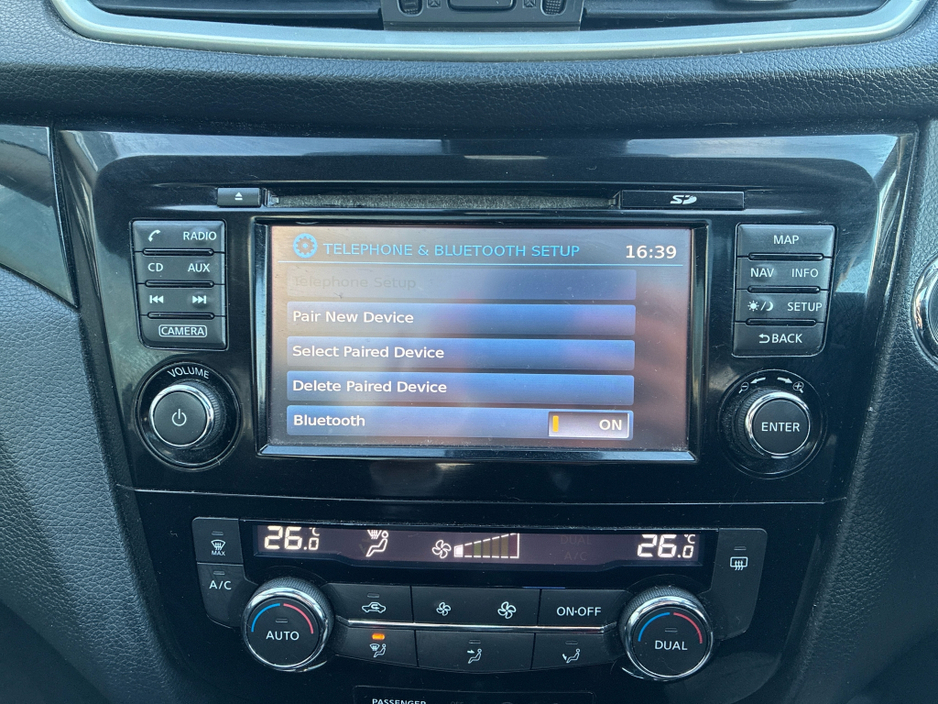 SD
RADIO
CD AUX
CAMERA
VOLUME
TELEPHONE & BLUETOOTH SETUP 16:39
Telephone Setup
Pair New Device
Select Paired Device
Delete Paired Device
Bluetooth ON
MAP
NAV INFO
SETUP
BACK
ENTER
26.0°C
DUAL
A/C
26.0°C
MAX
A/C
AUTO
ON·OFF
DUAL
PASSENGER